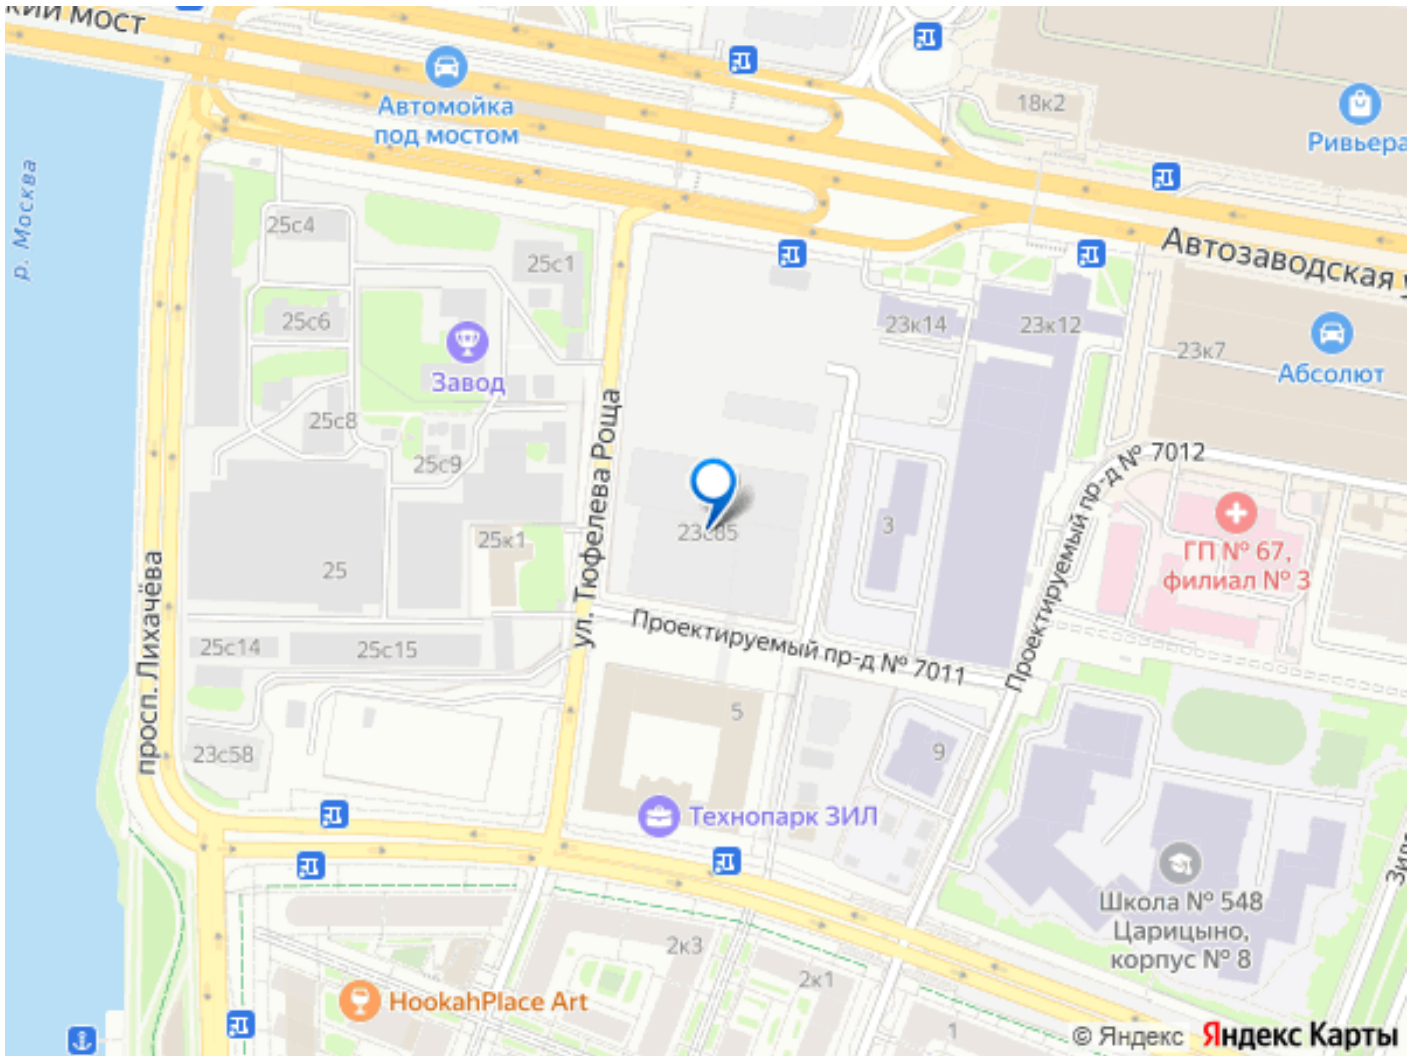 кий мост
Автомойка
под мостом
18к2
Ривьера
р. Москва
25с4
25с1
Автозаводская у
25с6
23к14
23к12
23к7
Абсолют
Завод
25с8
25с9
ул. Тюфелева Роща
Проектируемый пр-д № 7012
3
23с85
ГП № 67,
филиал № 3
25к1
25
просп. Лихачёва
Проектируемый пр-д № 7011
25с14
25с15
5
9
23с58
Технопарк ЗИЛ
Школа № 548
Царицыно,
корпус № 8
2к3
2к1
HookahPlace Art
1
© Яндекс Яндекс Карты